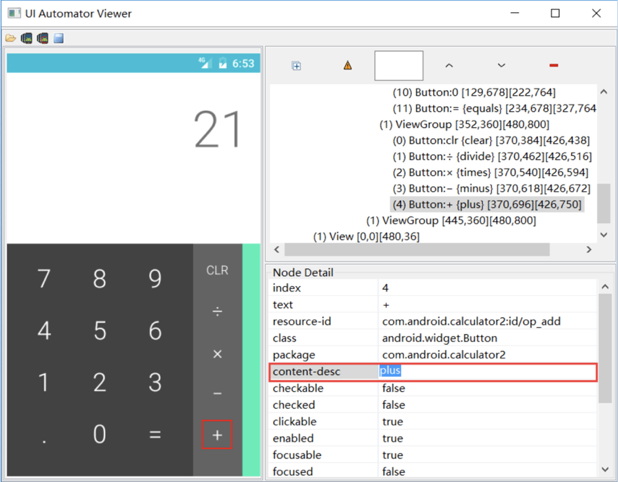 UI Automator Viewer
4G 6:53
21
7 8 9 CLR
4 5 6 ÷
1 2 3 ×
. 0 = −
+
(10) Button:0 [129,678][222,764]
(11) Button:= {equals} [234,678][327,764
(1) ViewGroup [352,360][480,800]
(0) Button:clr {clear} [370,384][426,438]
(1) Button:÷ {divide} [370,462][426,516]
(2) Button:× {times} [370,540][426,594]
(3) Button:− {minus} [370,618][426,672]
(4) Button:+ {plus} [370,696][426,750]
(1) ViewGroup [445,360][480,800]
(1) View [0,0][480,36]
Node Detail
index 4
text +
resource-id com.android.calculator2:id/op_add
class android.widget.Button
package com.android.calculator2
content-desc plus
checkable false
checked false
clickable true
enabled true
focusable true
focused false